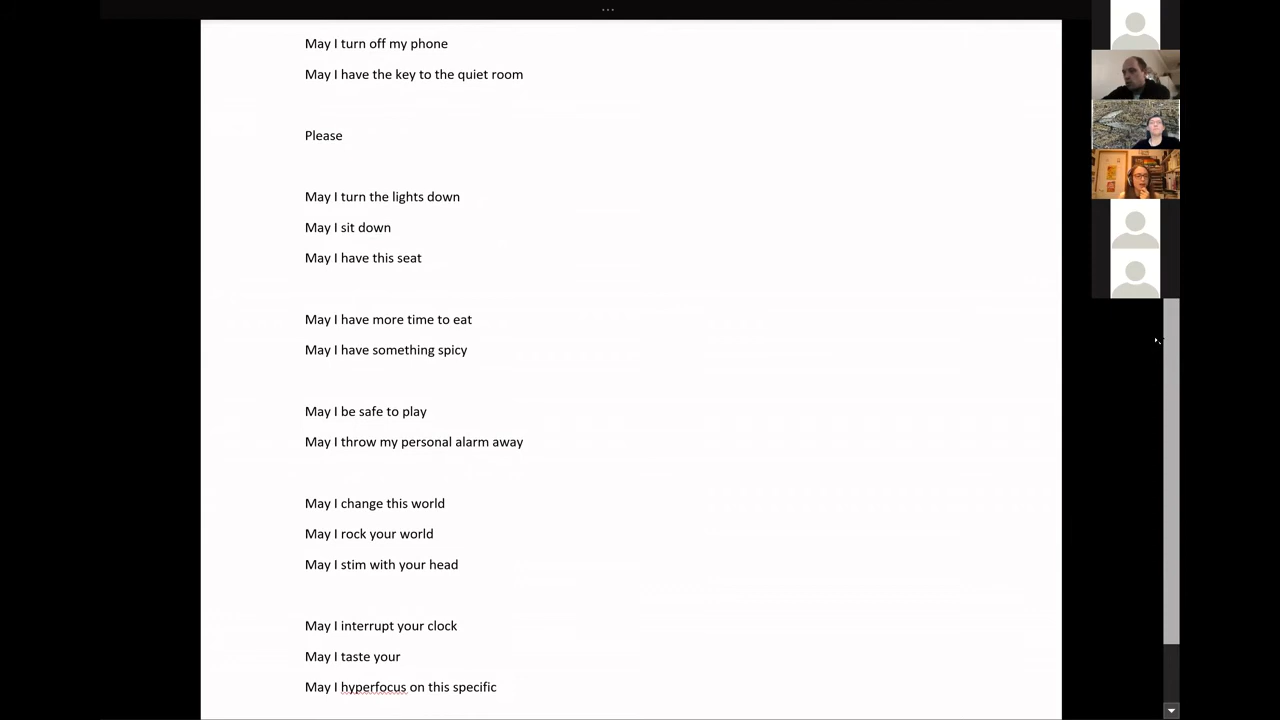 May I turn off my phone
May I have the key to the quiet room
Please
May I turn the lights down
May I sit down
May I have this seat
May I have more time to eat
May I have something spicy
May I be safe to play
May I throw my personal alarm away
May I change this world
May I rock your world
May I stim with your head
May I interrupt your clock
May I taste your
May I hyperfocus on this specific